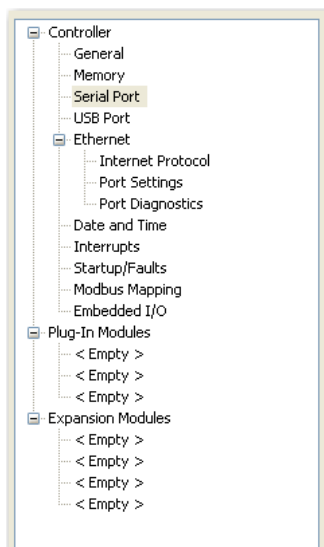 Controller
General
Memory
Serial Port
USB Port
Ethernet
Internet Protocol
Port Settings
Port Diagnostics
Date and Time
Interrupts
Startup/Faults
Modbus Mapping
Embedded I/O
Plug-In Modules
< Empty >
< Empty >
< Empty >
Expansion Modules
< Empty >
< Empty >
< Empty >
< Empty >